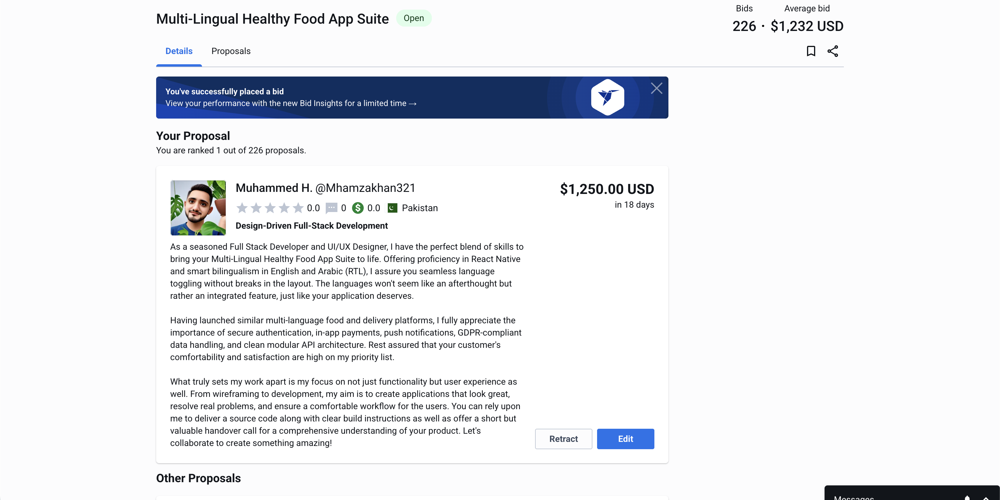 Multi-Lingual Healthy Food App Suite Open
Bids Average bid
226 · $1,232 USD
Details Proposals
You've successfully placed a bid
View your performance with the new Bid Insights for a limited time →
Your Proposal
You are ranked 1 out of 226 proposals.
Muhammed H. @Mhamzakhan321
$1,250.00 USD
0.0 0 0.0 Pakistan
in 18 days
Design-Driven Full-Stack Development
As a seasoned Full Stack Developer and UI/UX Designer, I have the perfect blend of skills to
bring your Multi-Lingual Healthy Food App Suite to life. Offering proficiency in React Native
and smart bilingualism in English and Arabic (RTL), I assure you seamless language
toggling without breaks in the layout. The languages won't seem like an afterthought but
rather an integrated feature, just like your application deserves.
Having launched similar multi-language food and delivery platforms, I fully appreciate the
importance of secure authentication, in-app payments, push notifications, GDPR-compliant
data handling, and clean modular API architecture. Rest assured that your customer's
comfortability and satisfaction are high on my priority list.
What truly sets my work apart is my focus on not just functionality but user experience as
well. From wireframing to development, my aim is to create applications that look great,
resolve real problems, and ensure a comfortable workflow for the users. You can rely upon
me to deliver a source code along with clear build instructions as well as offer a short but
valuable handover call for a comprehensive understanding of your product. Let's
collaborate to create something amazing!
Retract Edit
Other Proposals
Messages